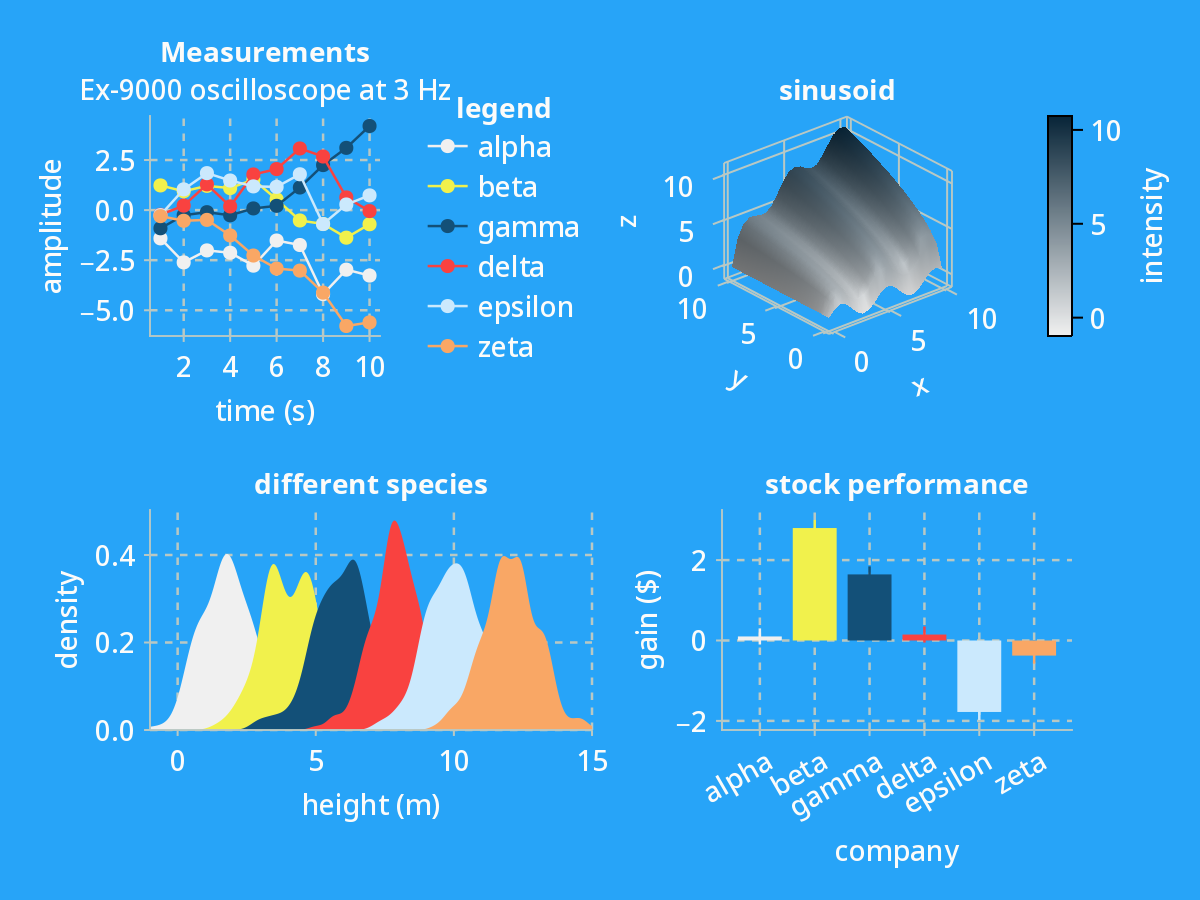 Measurements
Ex-9000 oscilloscope at 3 Hz
amplitude
2.5
0.0
−2.5
−5.0
2 4 6 8 10
time (s)
legend
alpha
beta
gamma
delta
epsilon
zeta
sinusoid
z
10
5
0
10
5
0
y
0
5
10
x
10
5
0
intensity
different species
density
0.4
0.2
0.0
0 5 10 15
height (m)
stock performance
gain ($)
2
0
−2
alpha
beta
gamma
delta
epsilon
zeta
company